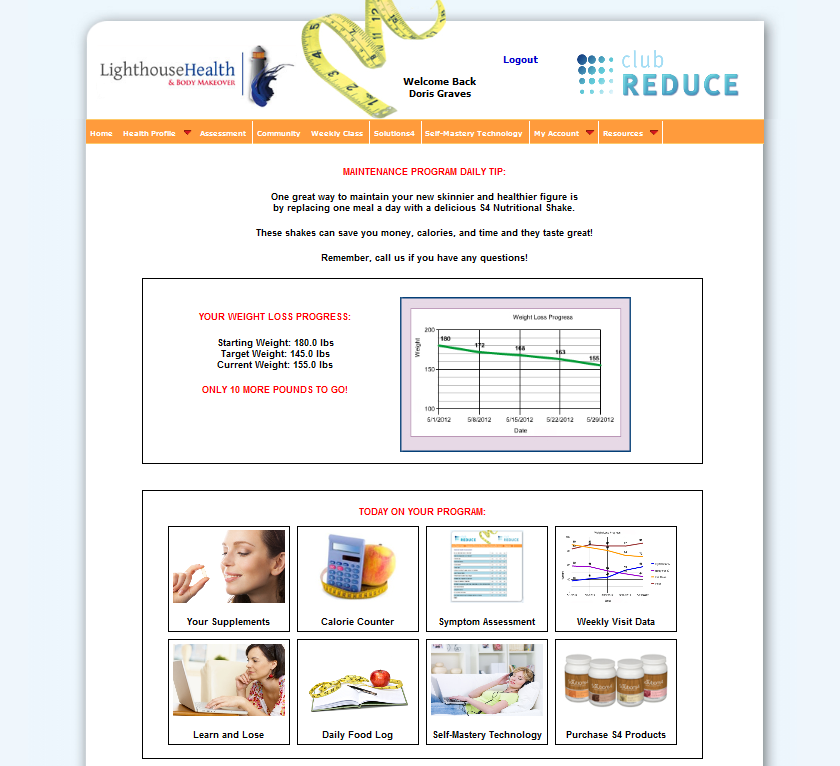 LighthouseHealth
& BODY MAKEOVER
Welcome Back
Doris Graves
Logout
club
REDUCE
Home Health Profile Assessment Community Weekly Class Solutions4 Self-Mastery Technology My Account Resources
MAINTENANCE PROGRAM DAILY TIP:
One great way to maintain your new skinnier and healthier figure is
by replacing one meal a day with a delicious S4 Nutritional Shake.
These shakes can save you money, calories, and time and they taste great!
Remember, call us if you have any questions!
YOUR WEIGHT LOSS PROGRESS:
Starting Weight: 180.0 lbs
Target Weight: 145.0 lbs
Current Weight: 155.0 lbs
ONLY 10 MORE POUNDS TO GO!
Weight Loss Progress
Weight
200
150
100
180
172
168
163
155
5/1/2012 5/8/2012 5/15/2012 5/22/2012 5/29/2012
Date
TODAY ON YOUR PROGRAM:
REDUCE
Your Supplements
Calorie Counter
Symptom Assessment
Weekly Visit Data
Learn and Lose
Daily Food Log
Self-Mastery Technology
Purchase S4 Products